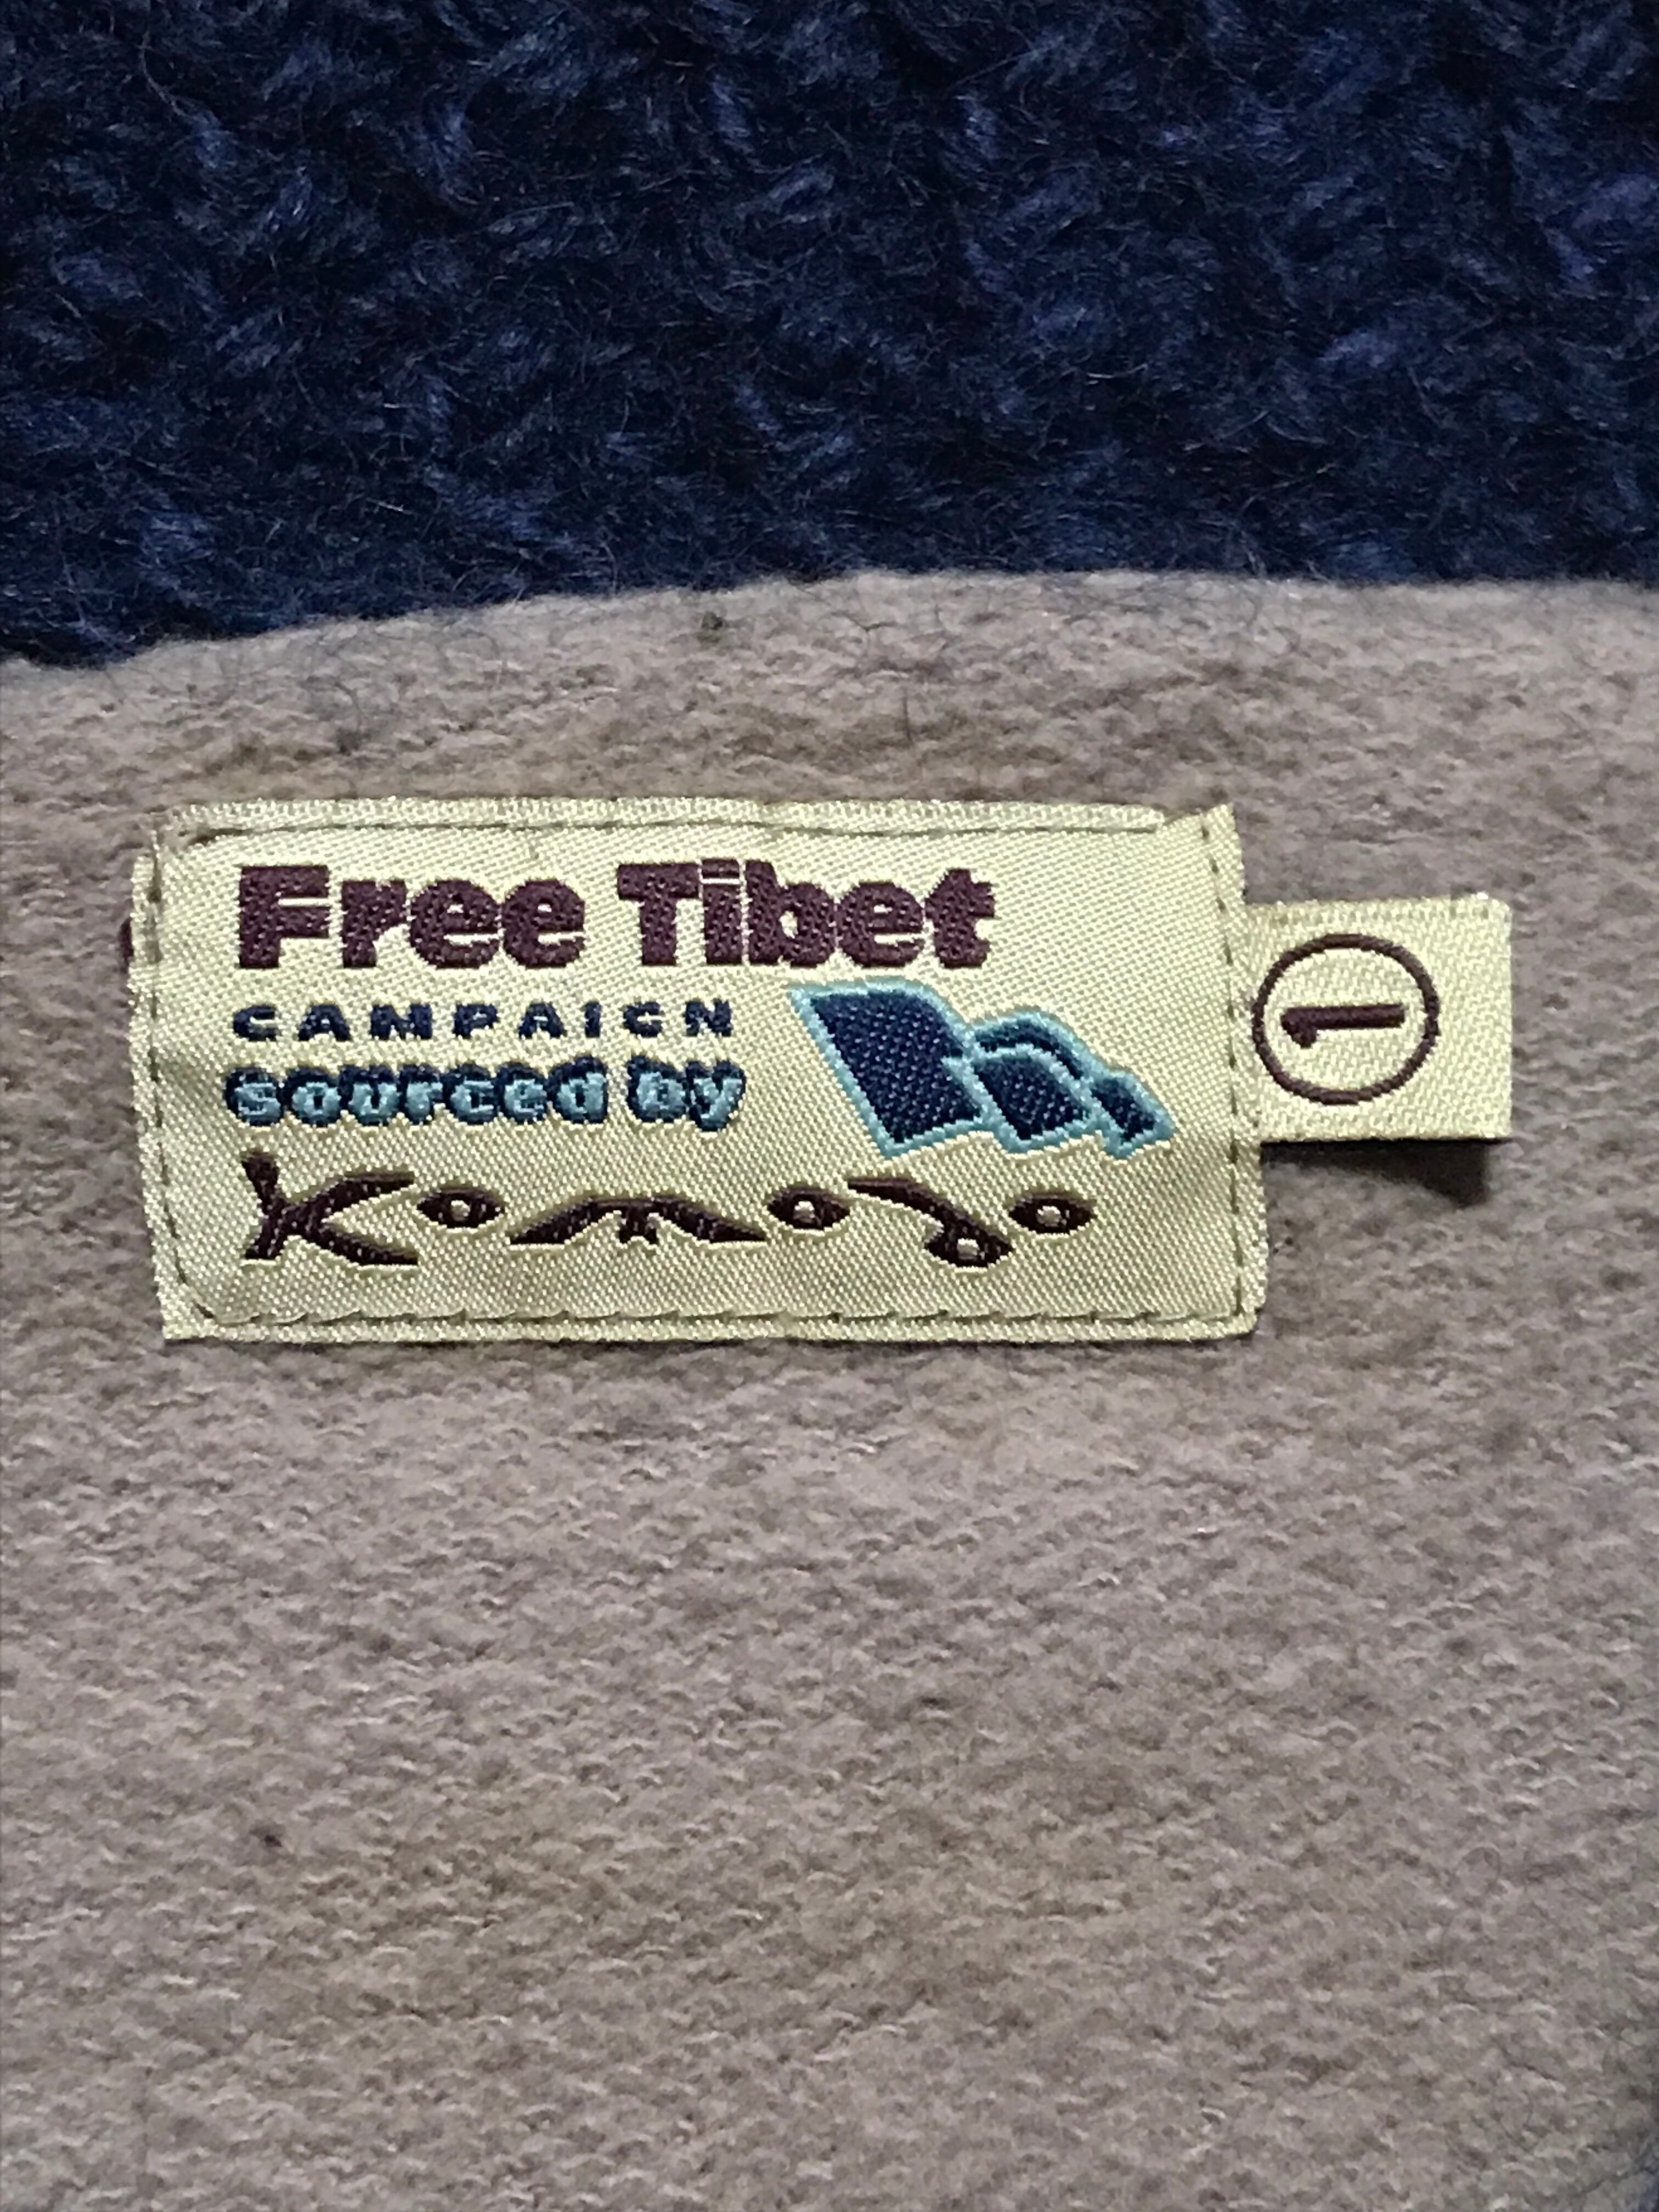 Free Tibet
CAMPAIGN
sourced by
Komodo
1